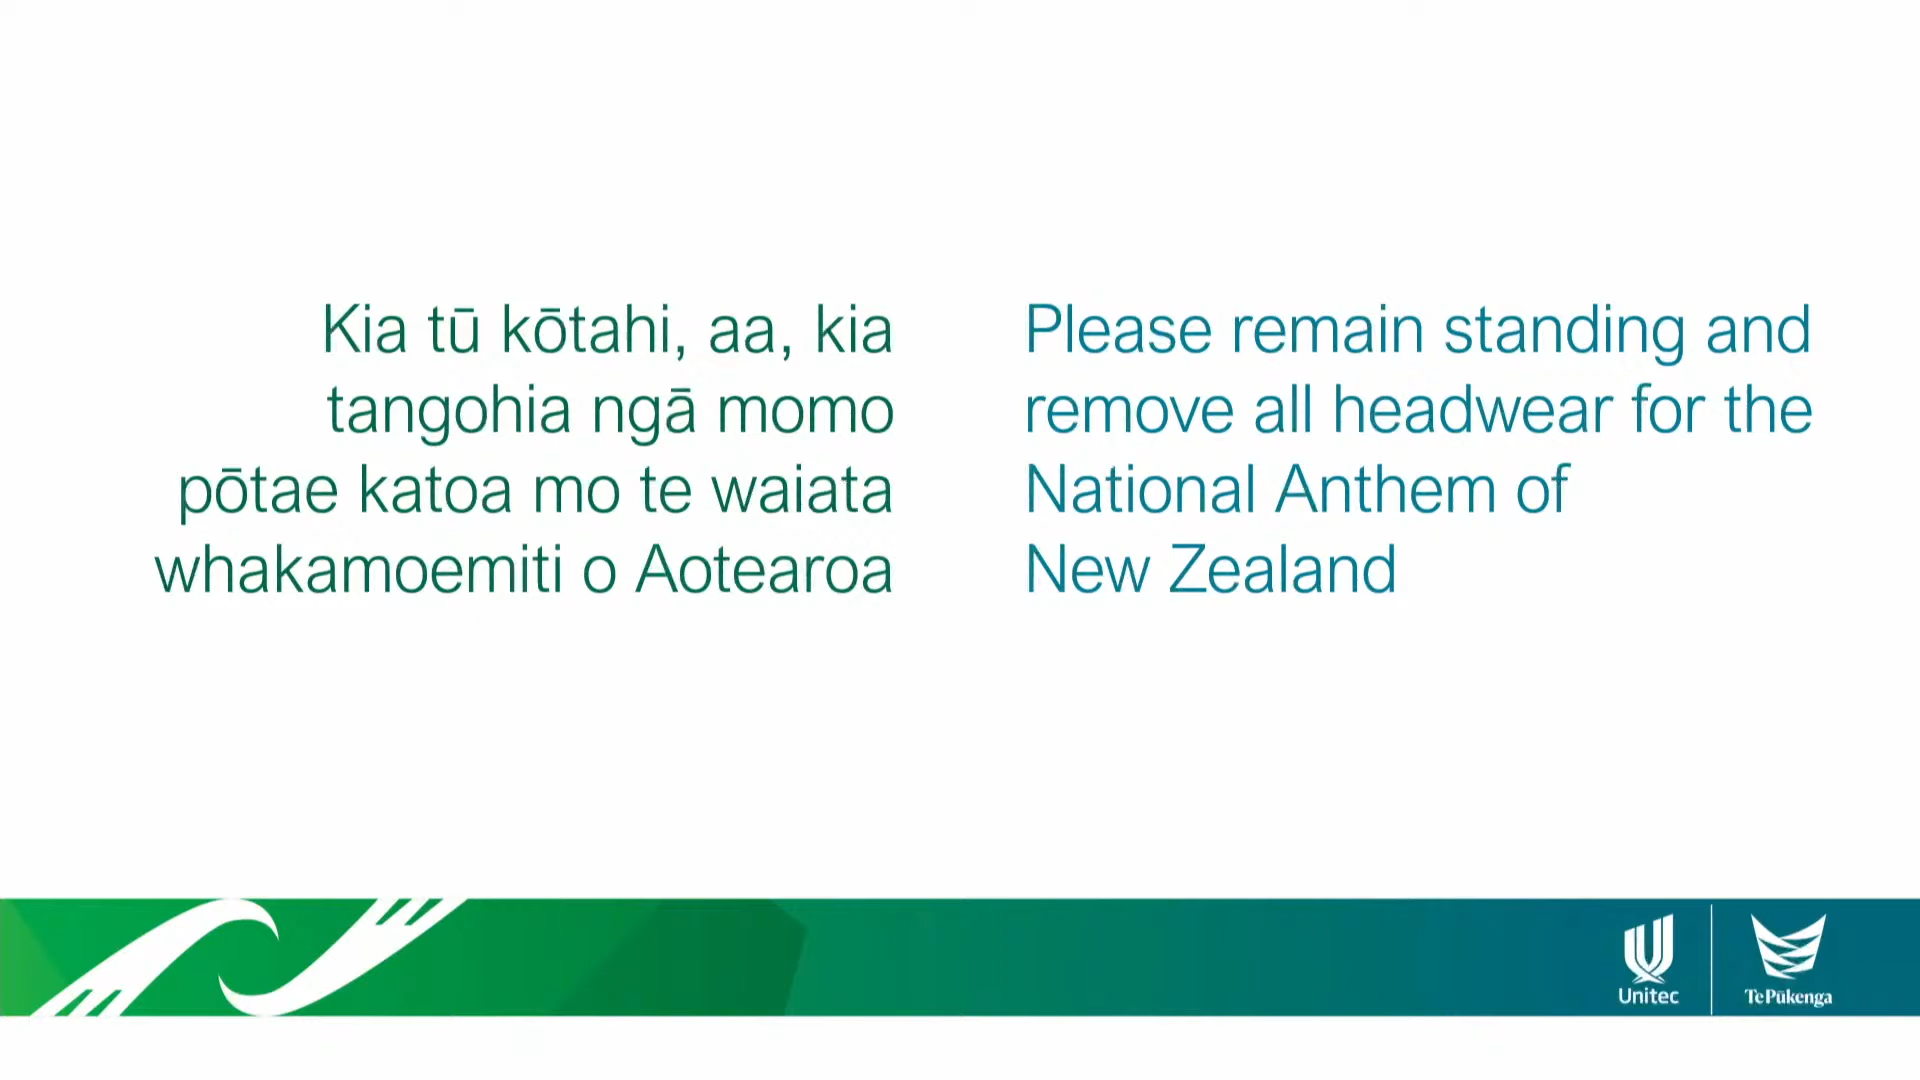 Kia tū kōtahi, aa, kia
tangohia ngā momo
pōtae katoa mo te waiata
whakamoemiti o Aotearoa
Please remain standing and
remove all headwear for the
National Anthem of
New Zealand
Unitec
Te Pūkenga